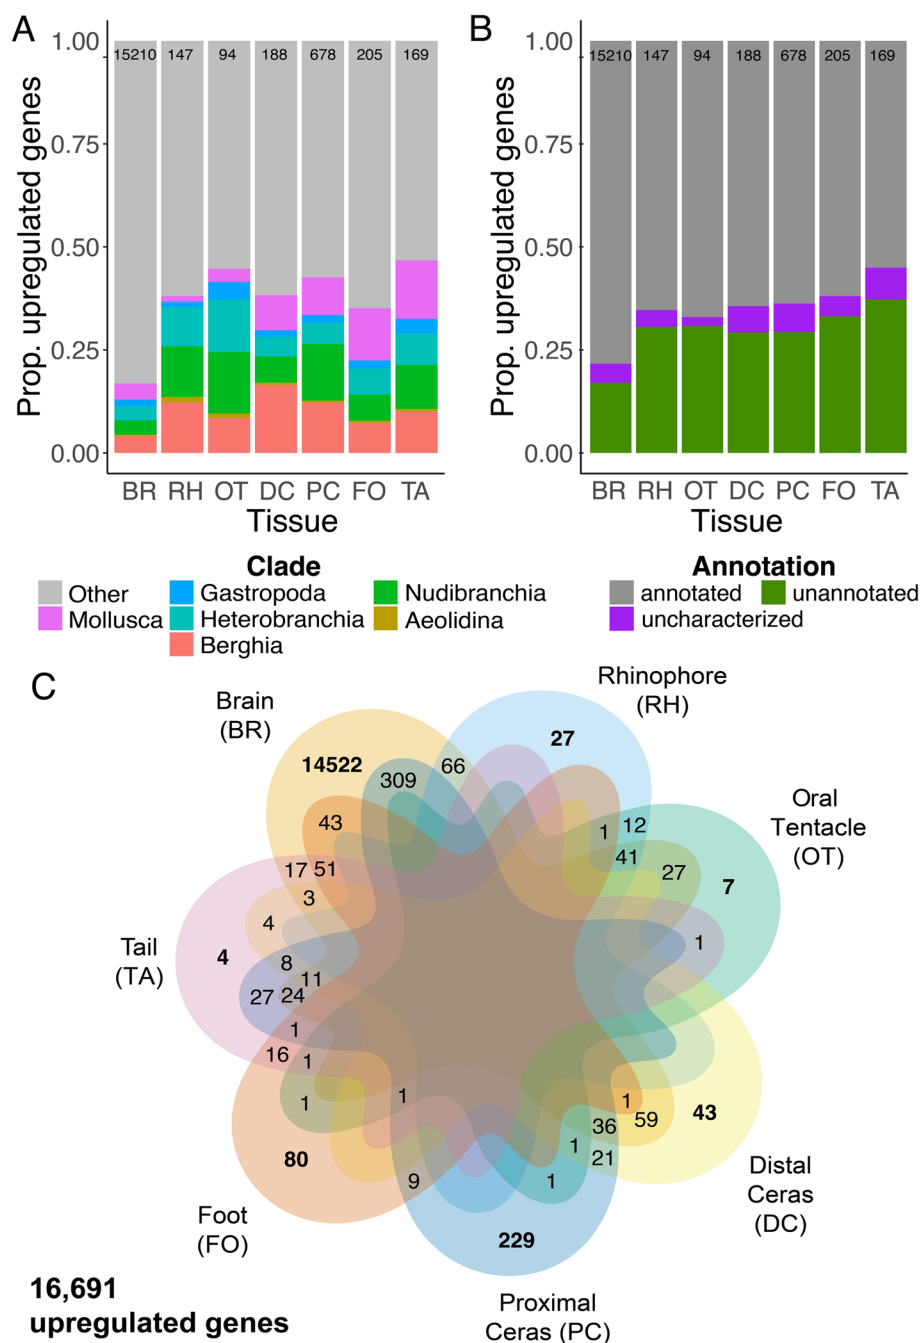 A
B
Prop. upregulated genes
1.00
0.75
0.50
0.25
0.00
15210 147 94 188 678 205 169
BR RH OT DC PC FO TA
Tissue
Prop. upregulated genes
1.00
0.75
0.50
0.25
0.00
15210 147 94 188 678 205 169
BR RH OT DC PC FO TA
Tissue
Clade
Other Gastropoda Nudibranchia
Mollusca Heterobranchia Aeolidina
Berghia
Annotation
annotated unannotated
uncharacterized
C
Rhinophore
(RH)
Brain
(BR)
Oral
Tentacle
(OT)
Tail
(TA)
Distal
Ceras
(DC)
Foot
(FO)
Proximal
Ceras (PC)
27
14522
66
309
43
1 12
41
27
7
17 51
3
4
4
1
8
11
27 24
1
16 1
1
1
1
59
43
36
1
21
80
9
1
229
16,691
upregulated genes